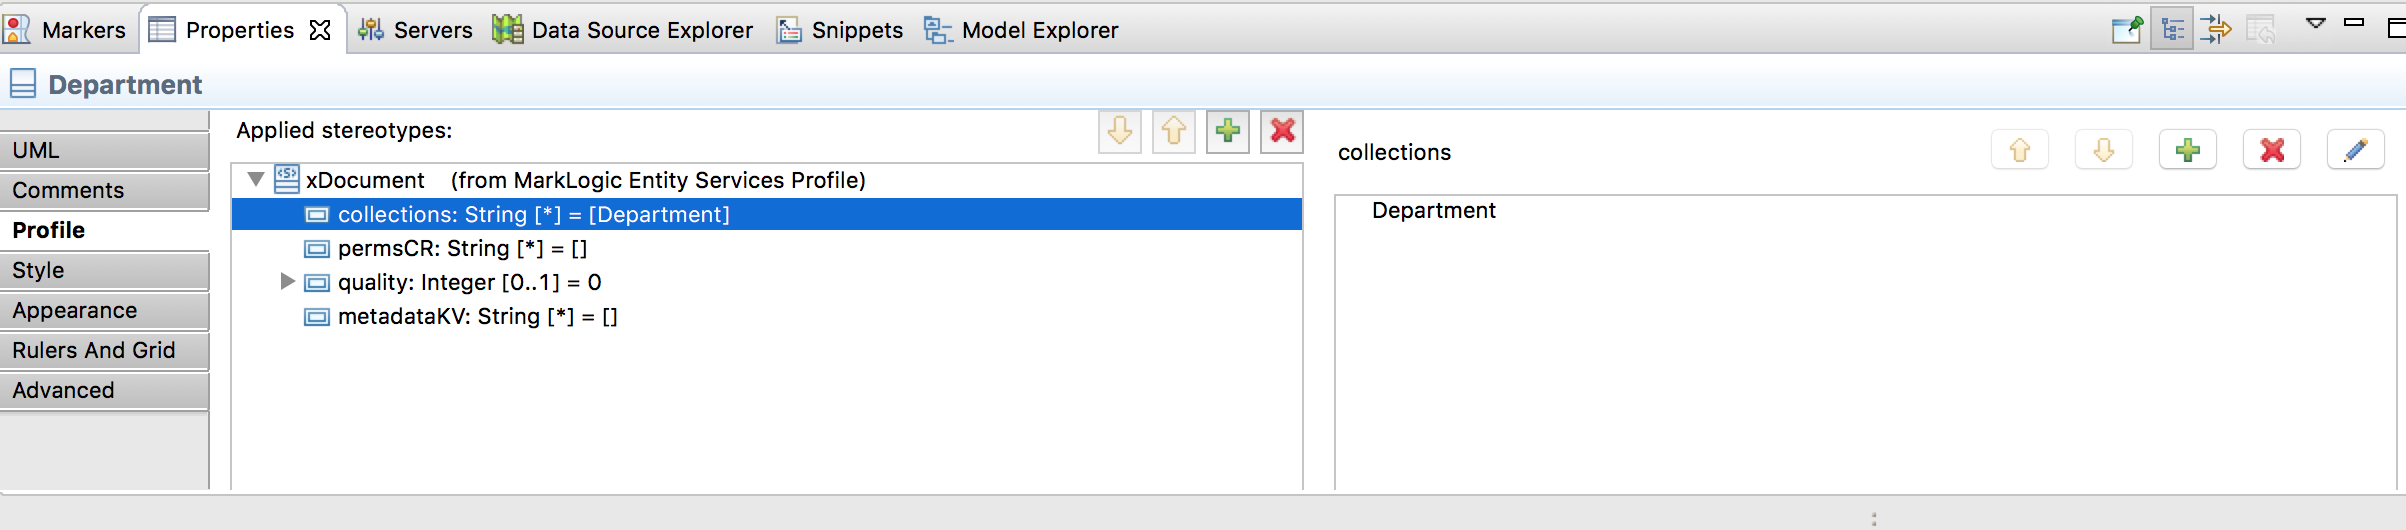 Markers Properties Servers Data Source Explorer Snippets Model Explorer
Department
UML
Comments
Profile
Style
Appearance
Rulers And Grid
Advanced
Applied stereotypes:
<S> xDocument (from MarkLogic Entity Services Profile)
collections: String [*] = [Department]
permsCR: String [*] = []
quality: Integer [0..1] = 0
metadataKV: String [*] = []
collections
Department